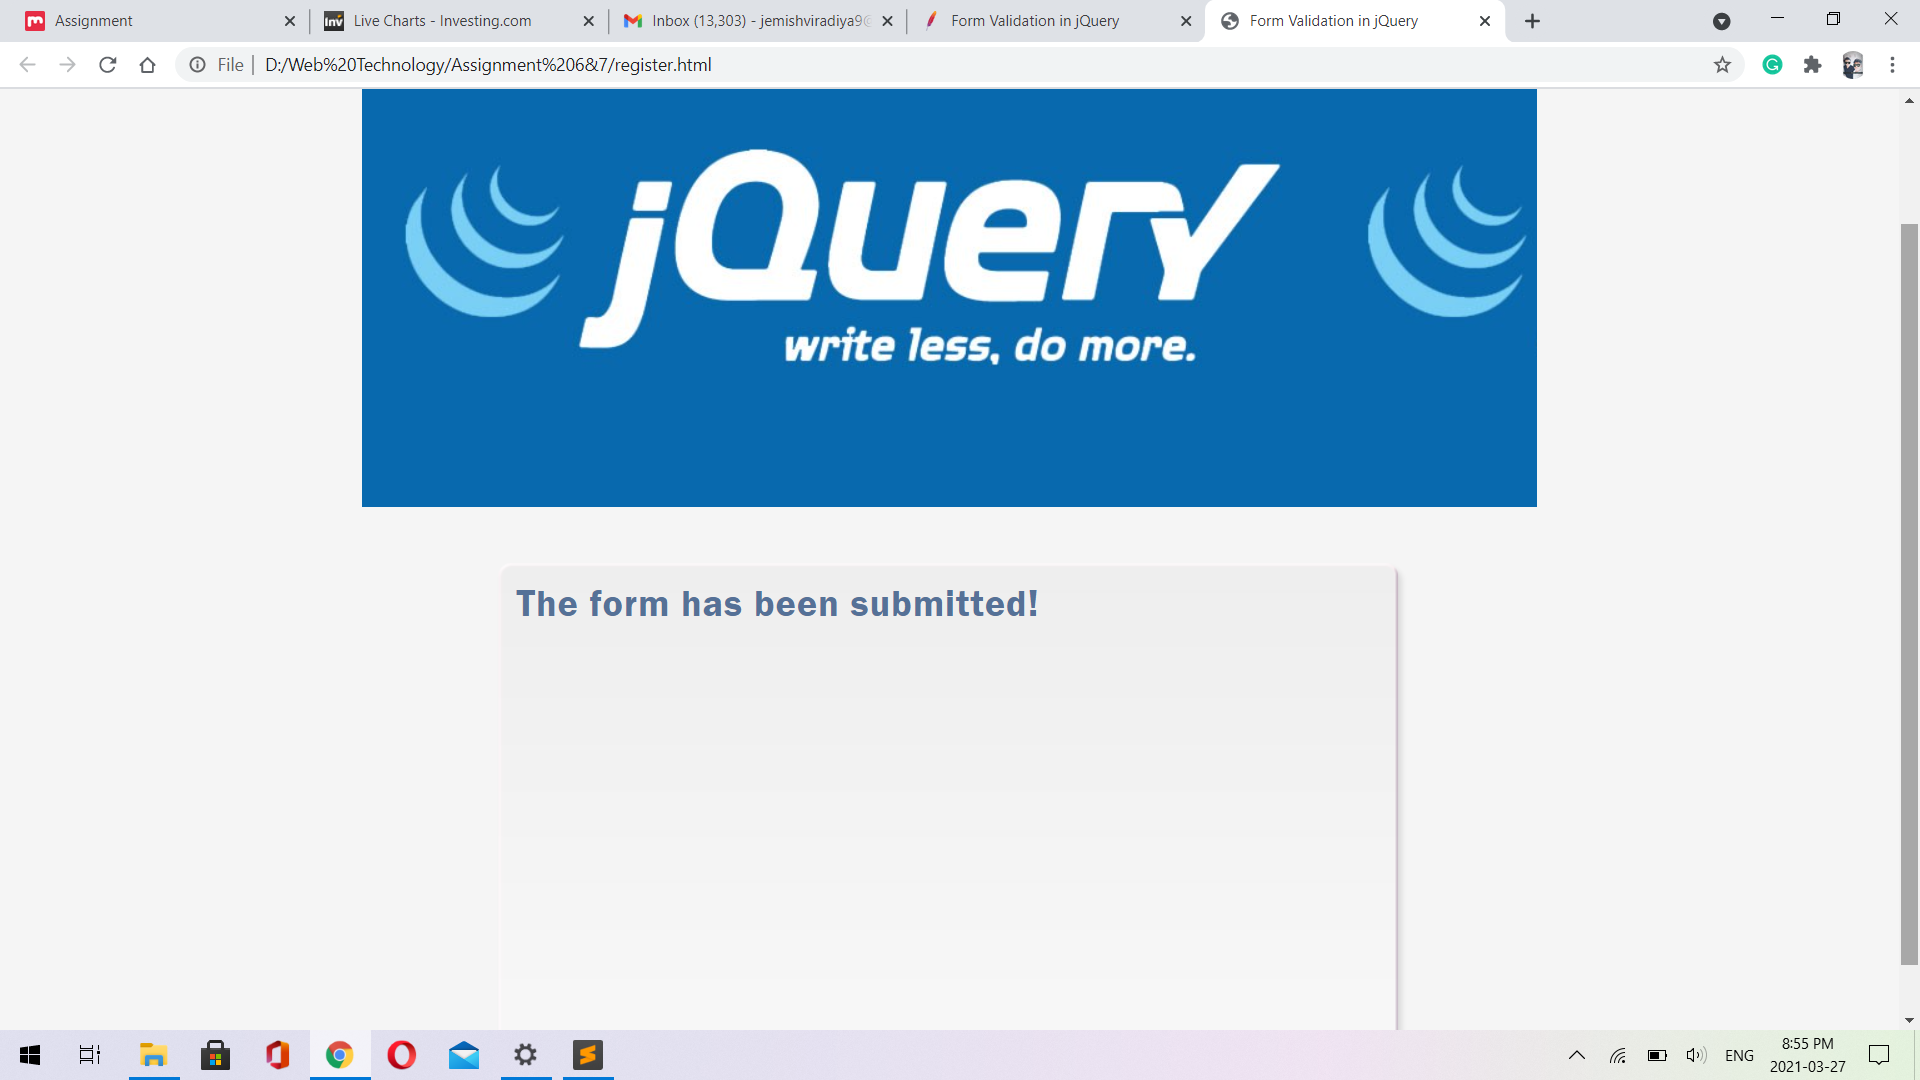 Assignment
Live Charts - Investing.com
Inbox (13,303) - jemishviradiya9@
Form Validation in jQuery
Form Validation in jQuery
File
D:/Web%20Technology/Assignment%206&7/register.html
jQuery
write less, do more.
The form has been submitted!
ENG
8:55 PM
2021-03-27